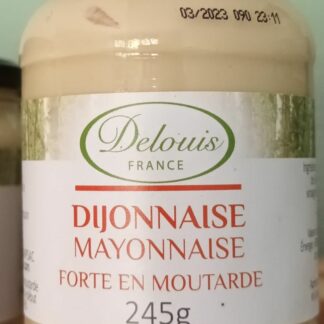 03/2023 090 23:11
Delouis
FRANCE
DIJONNAISE
MAYONNAISE
FORTE EN MOUTARDE
245g